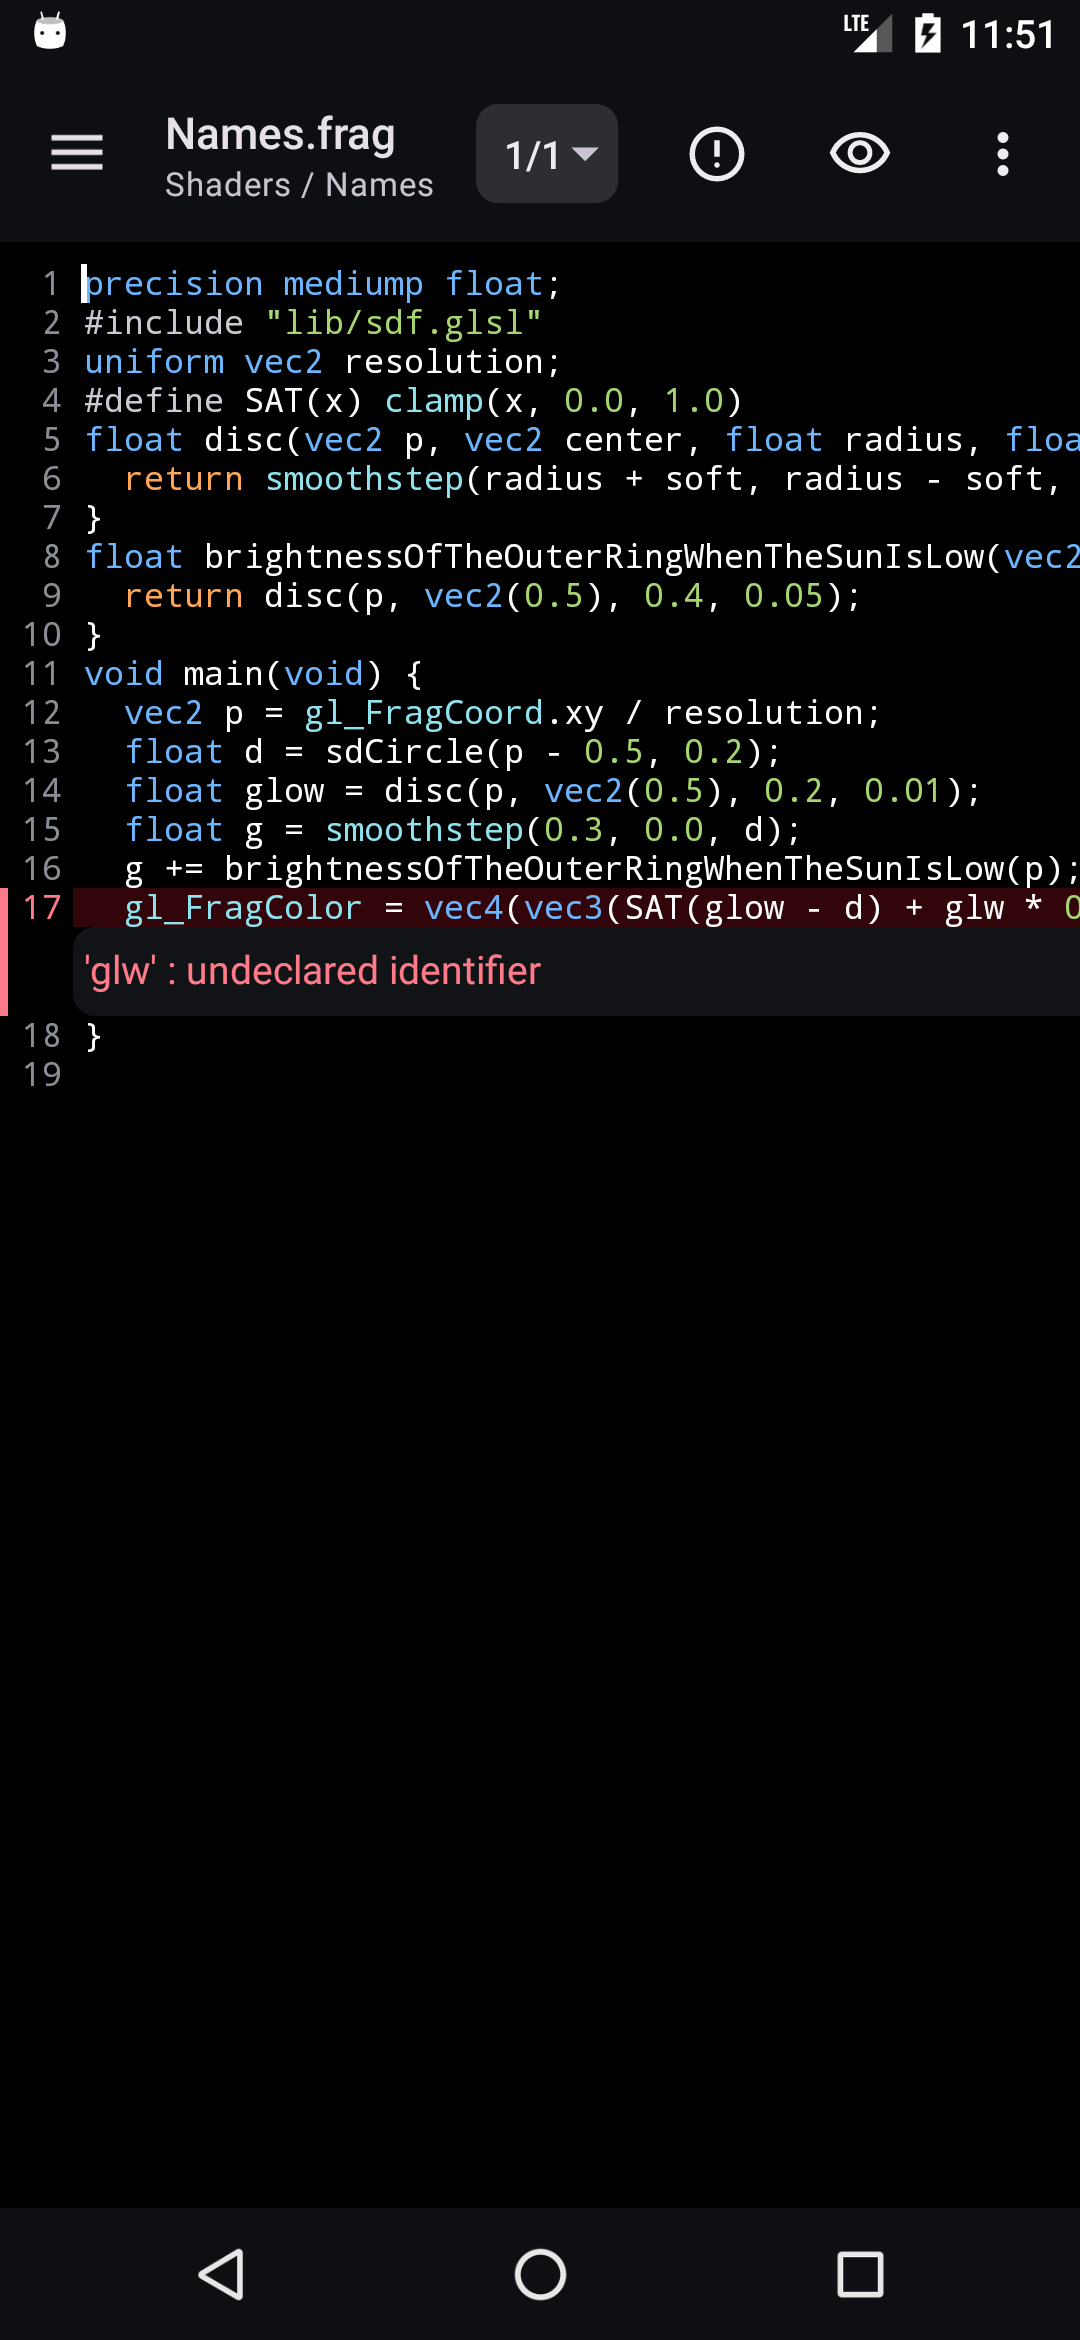 LTE 11:51
Names.frag
Shaders / Names
1/1
1 precision mediump float;
2 #include "lib/sdf.glsl"
3 uniform vec2 resolution;
4 #define SAT(x) clamp(x, 0.0, 1.0)
5 float disc(vec2 p, vec2 center, float radius, floa
6   return smoothstep(radius + soft, radius - soft,
7 }
8 float brightnessOfTheOuterRingWhenTheSunIsLow(vec2
9   return disc(p, vec2(0.5), 0.4, 0.05);
10 }
11 void main(void) {
12   vec2 p = gl_FragCoord.xy / resolution;
13   float d = sdCircle(p - 0.5, 0.2);
14   float glow = disc(p, vec2(0.5), 0.2, 0.01);
15   float g = smoothstep(0.3, 0.0, d);
16   g += brightnessOfTheOuterRingWhenTheSunIsLow(p);
17   gl_FragColor = vec4(vec3(SAT(glow - d) + glw * 0
'glw' : undeclared identifier
18 }
19